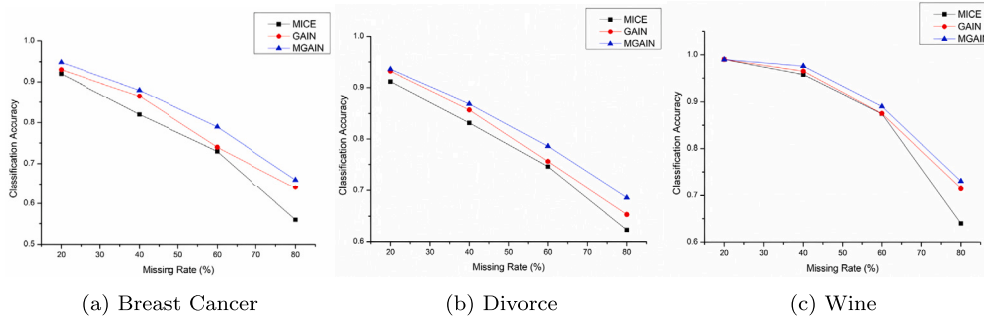 MICE
GAIN
MGAIN
1.0
0.9
0.8
0.7
0.6
0.5
Classification Accuracy
20 30 40 50 60 70 80
Missing Rate (%)
(a) Breast Cancer
MICE
GAIN
MGAIN
1.0
0.9
0.8
0.7
0.6
Classification Accuracy
20 30 40 50 60 70 80
Missing Rate (%)
(b) Divorce
MICE
GAIN
MGAIN
1.0
0.9
0.8
0.7
0.6
Classification Accuracy
20 30 40 50 60 70 80
Missing Rate (%)
(c) Wine